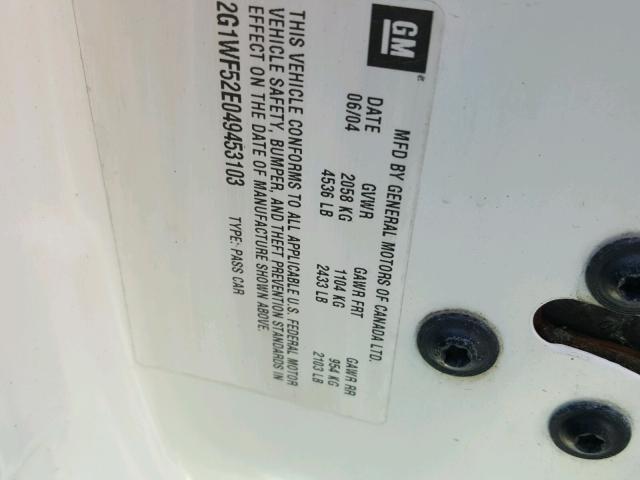 GM
MFD BY GENERAL MOTORS OF CANADA LTD.
DATE GVWR GAWR FRT GAWR RR
06/04 2058 KG 1104 KG 954 KG
4536 LB 2433 LB 2103 LB
THIS VEHICLE CONFORMS TO ALL APPLICABLE U.S. FEDERAL MOTOR
VEHICLE SAFETY, BUMPER, AND THEFT PREVENTION STANDARDS IN
EFFECT ON THE DATE OF MANUFACTURE SHOWN ABOVE.
2G1WF52E049453103 TYPE: PASS CAR